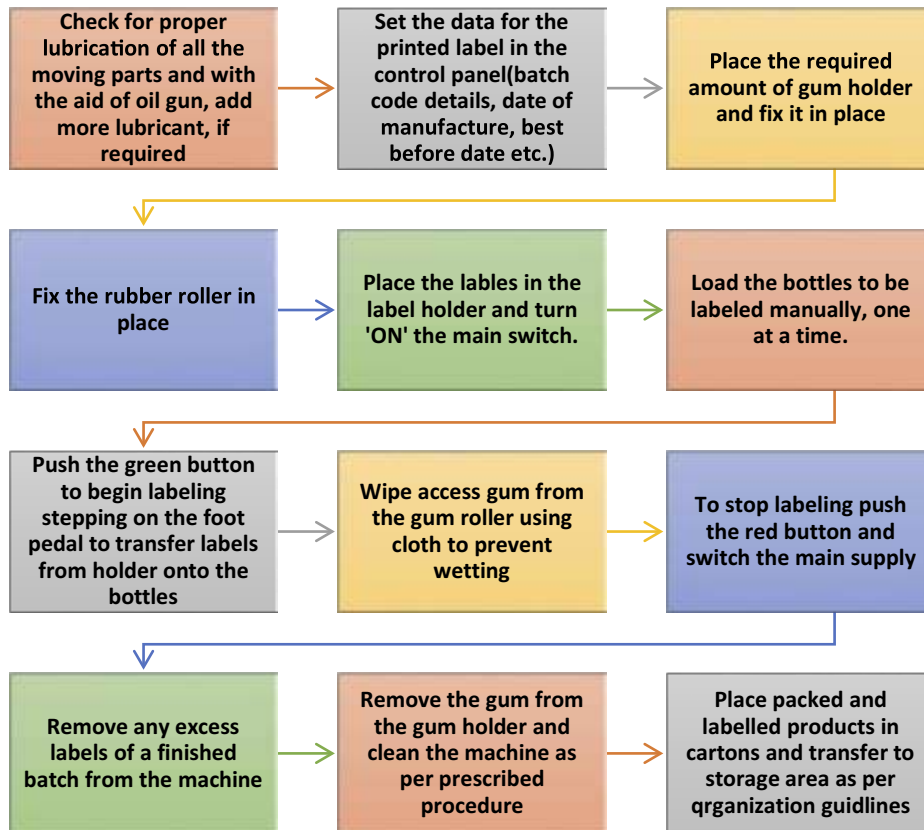 Check for proper
lubrication of all the
moving parts and with
the aid of oil gun, add
more lubricant, if
required
Set the data for the
printed label in the
control panel(batch
code details, date of
manufacture, best
before date etc.)
Place the required
amount of gum holder
and fix it in place
Fix the rubber roller in
place
Place the lables in the
label holder and turn
'ON' the main switch.
Load the bottles to be
labeled manually, one
at a time.
Push the green button
to begin labeling
stepping on the foot
pedal to transfer labels
from holder onto the
bottles
Wipe access gum from
the gum roller using
cloth to prevent
wetting
To stop labeling push
the red button and
switch the main supply
Remove any excess
labels of a finished
batch from the machine
Remove the gum from
the gum holder and
clean the machine as
per prescribed
procedure
Place packed and
labelled products in
cartons and transfer to
storage area as per
qrganization guidlines